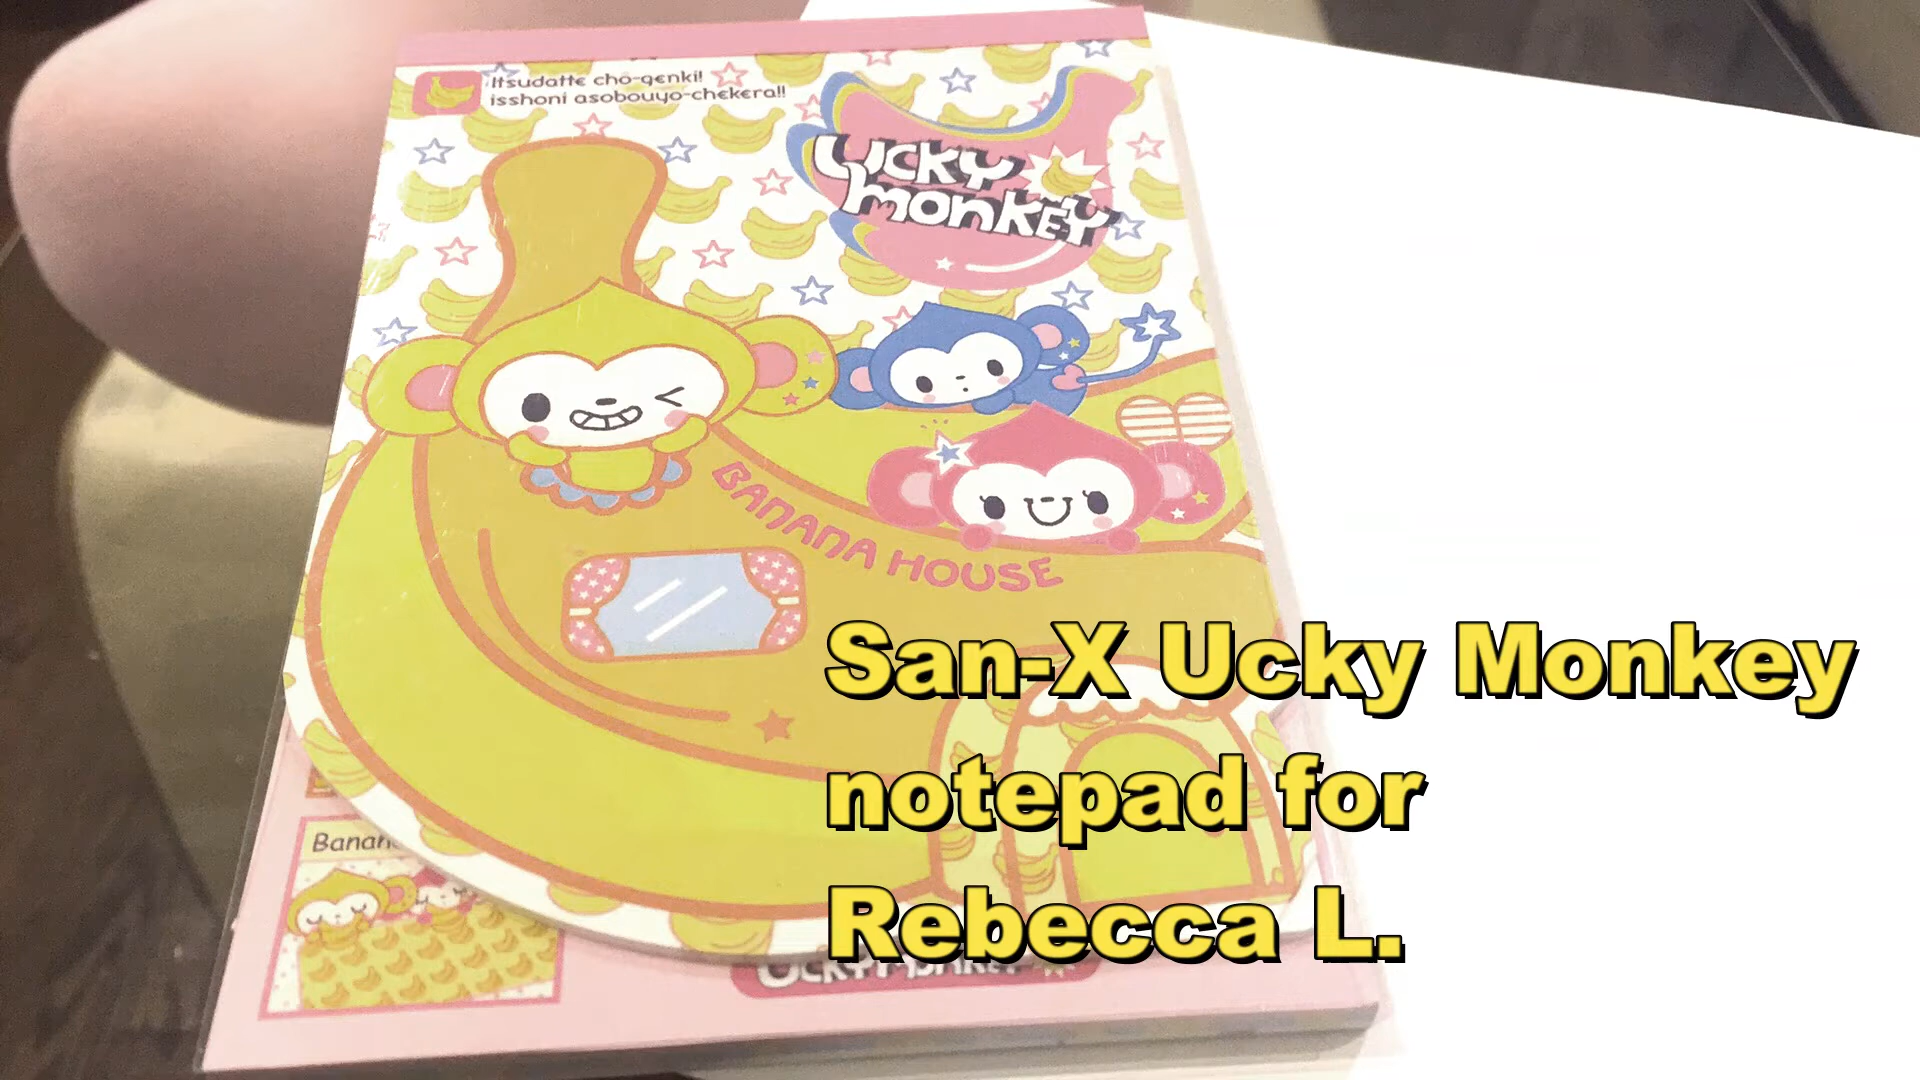 Itsudatte cho-genki!
isshoni asobouyo-chekera!!
Ucky
monkey
BANANA HOUSE
San-X Ucky Monkey
notepad for
Rebecca L.